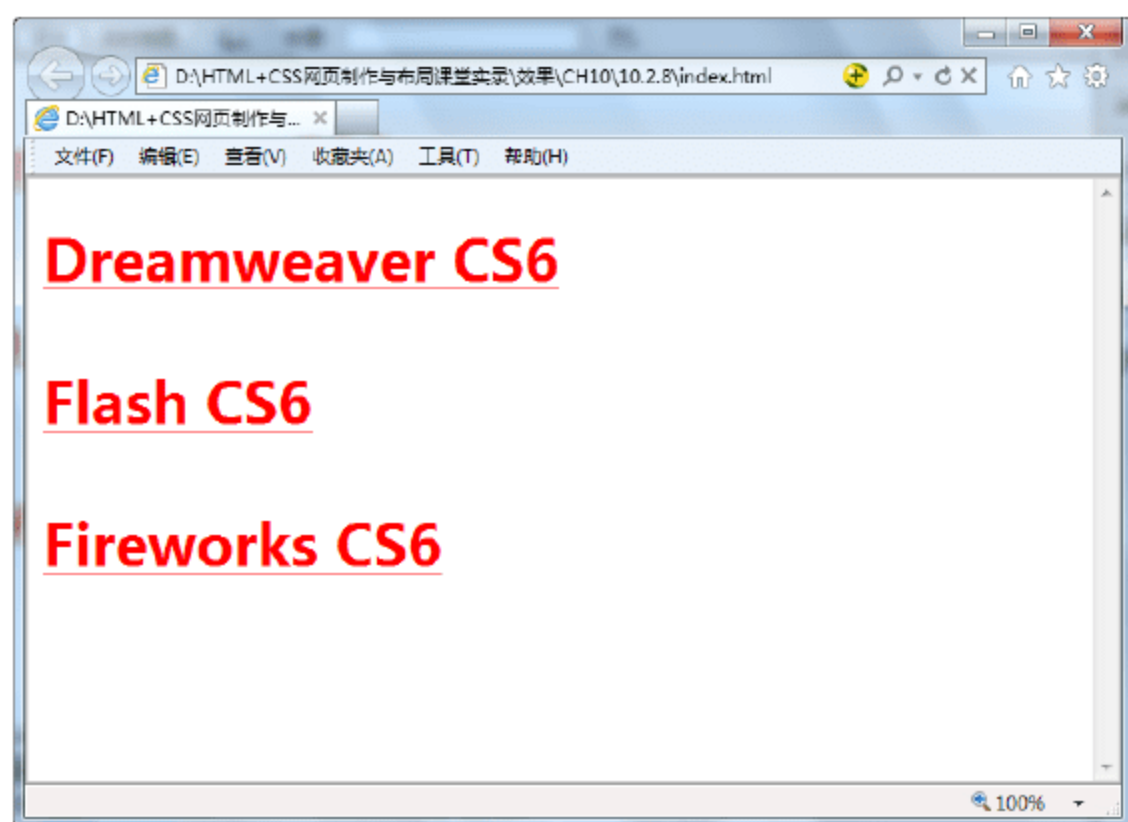 D:\HTML+CSS网页制作与布局课堂实录\效果\CH10\10.2.8\index.html
D:\HTML+CSS网页制作与...
文件(F) 编辑(E) 查看(V) 收藏夹(A) 工具(T) 帮助(H)
Dreamweaver CS6
Flash CS6
Fireworks CS6
100%